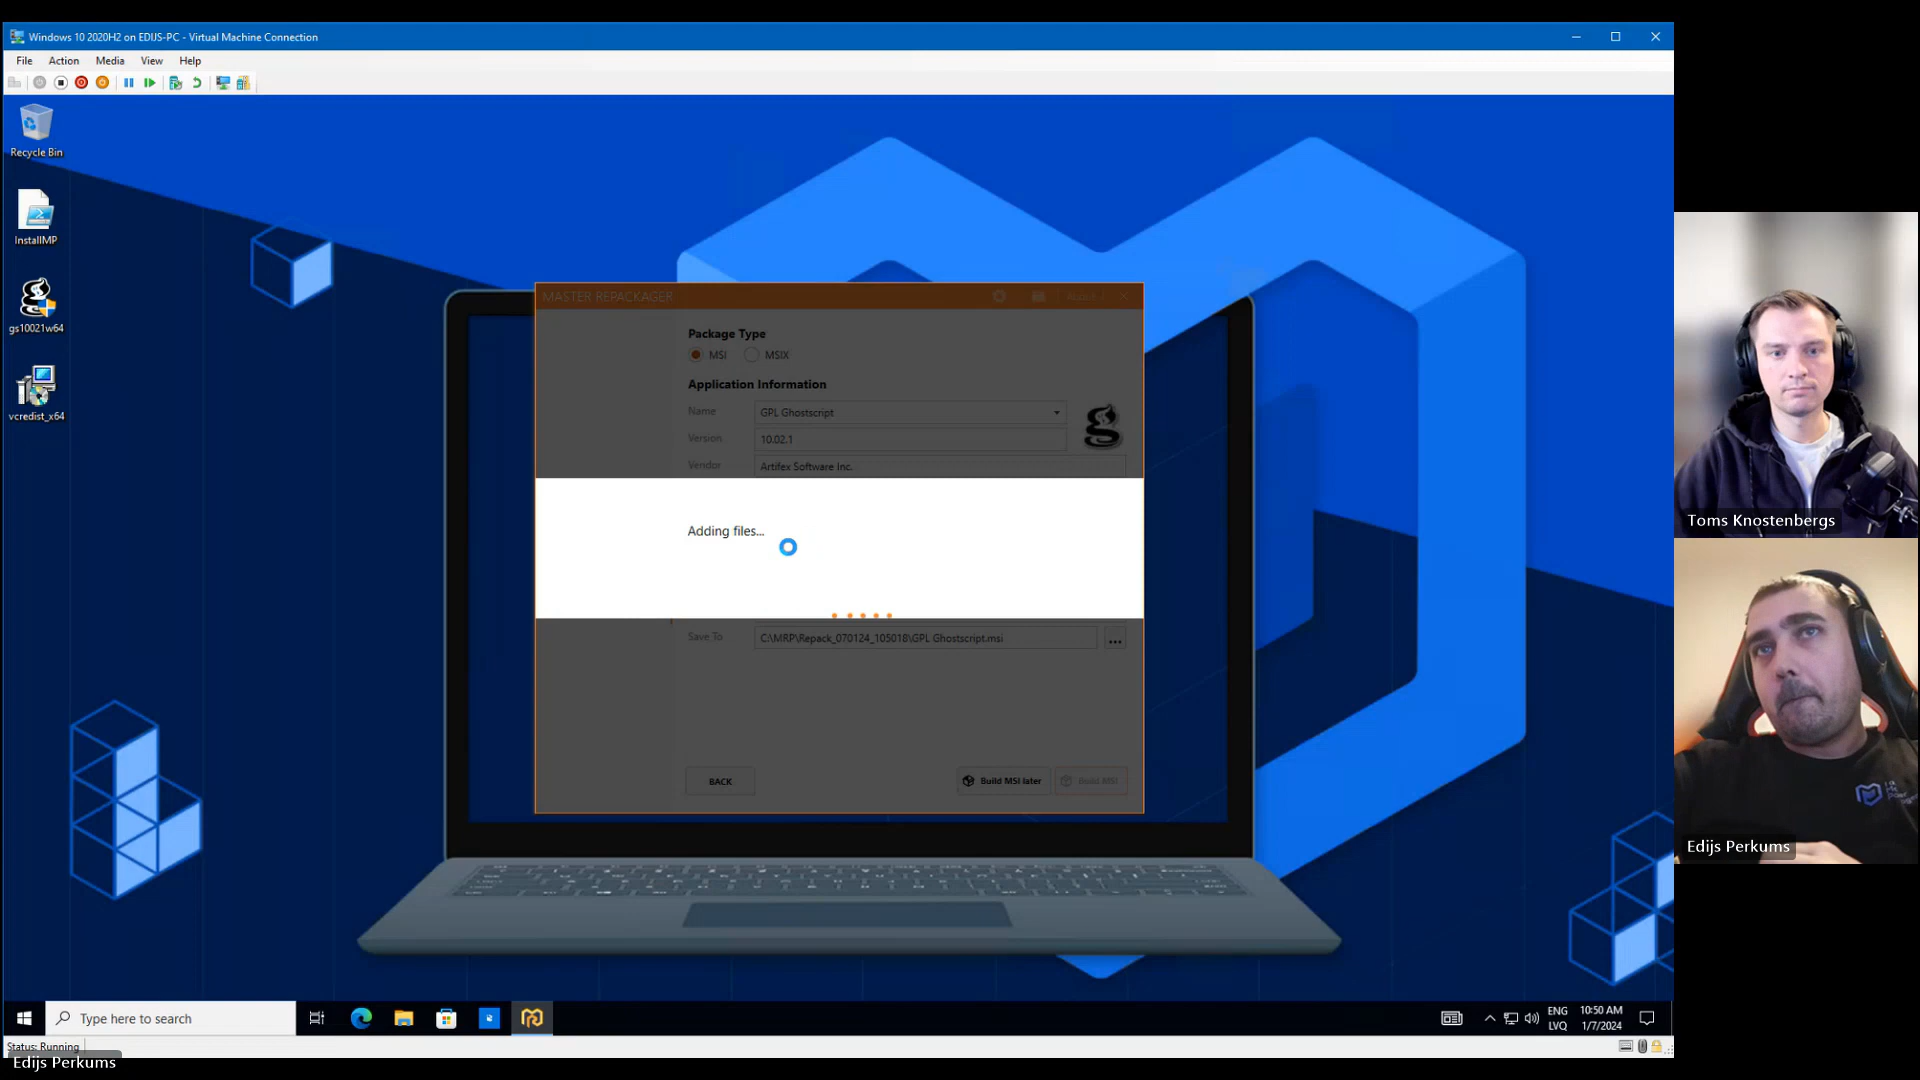 Windows 10 2020H2 on EDIJS-PC - Virtual Machine Connection
File Action Media View Help
Recycle Bin
InstallMP
gs10021w64
vcredist_x64
MASTER REPACKAGER
Package Type
MSI MSIX
Application Information
Name GPL Ghostscript
Version 10.02.1
Vendor Artifex Software Inc.
Adding files...
Save To C:\MRP\Repack_070124_105018\GPL Ghostscript.msi
...
BACK Build MSI later Build MSI
Toms Knostenbergs
Edijs Perkums
Type here to search
ENG
LVQ
10:50 AM
1/7/2024
Status: Running
Edijs Perkums